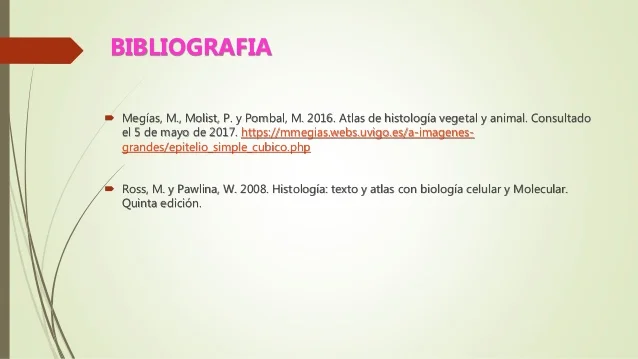 BIBLIOGRAFIA
Megías, M., Molist, P. y Pombal, M. 2016. Atlas de histología vegetal y animal. Consultado
el 5 de mayo de 2017. https://mmegias.webs.uvigo.es/a-imagenes-
grandes/epitelio_simple_cubico.php
Ross, M. y Pawlina, W. 2008. Histología: texto y atlas con biología celular y Molecular.
Quinta edición.